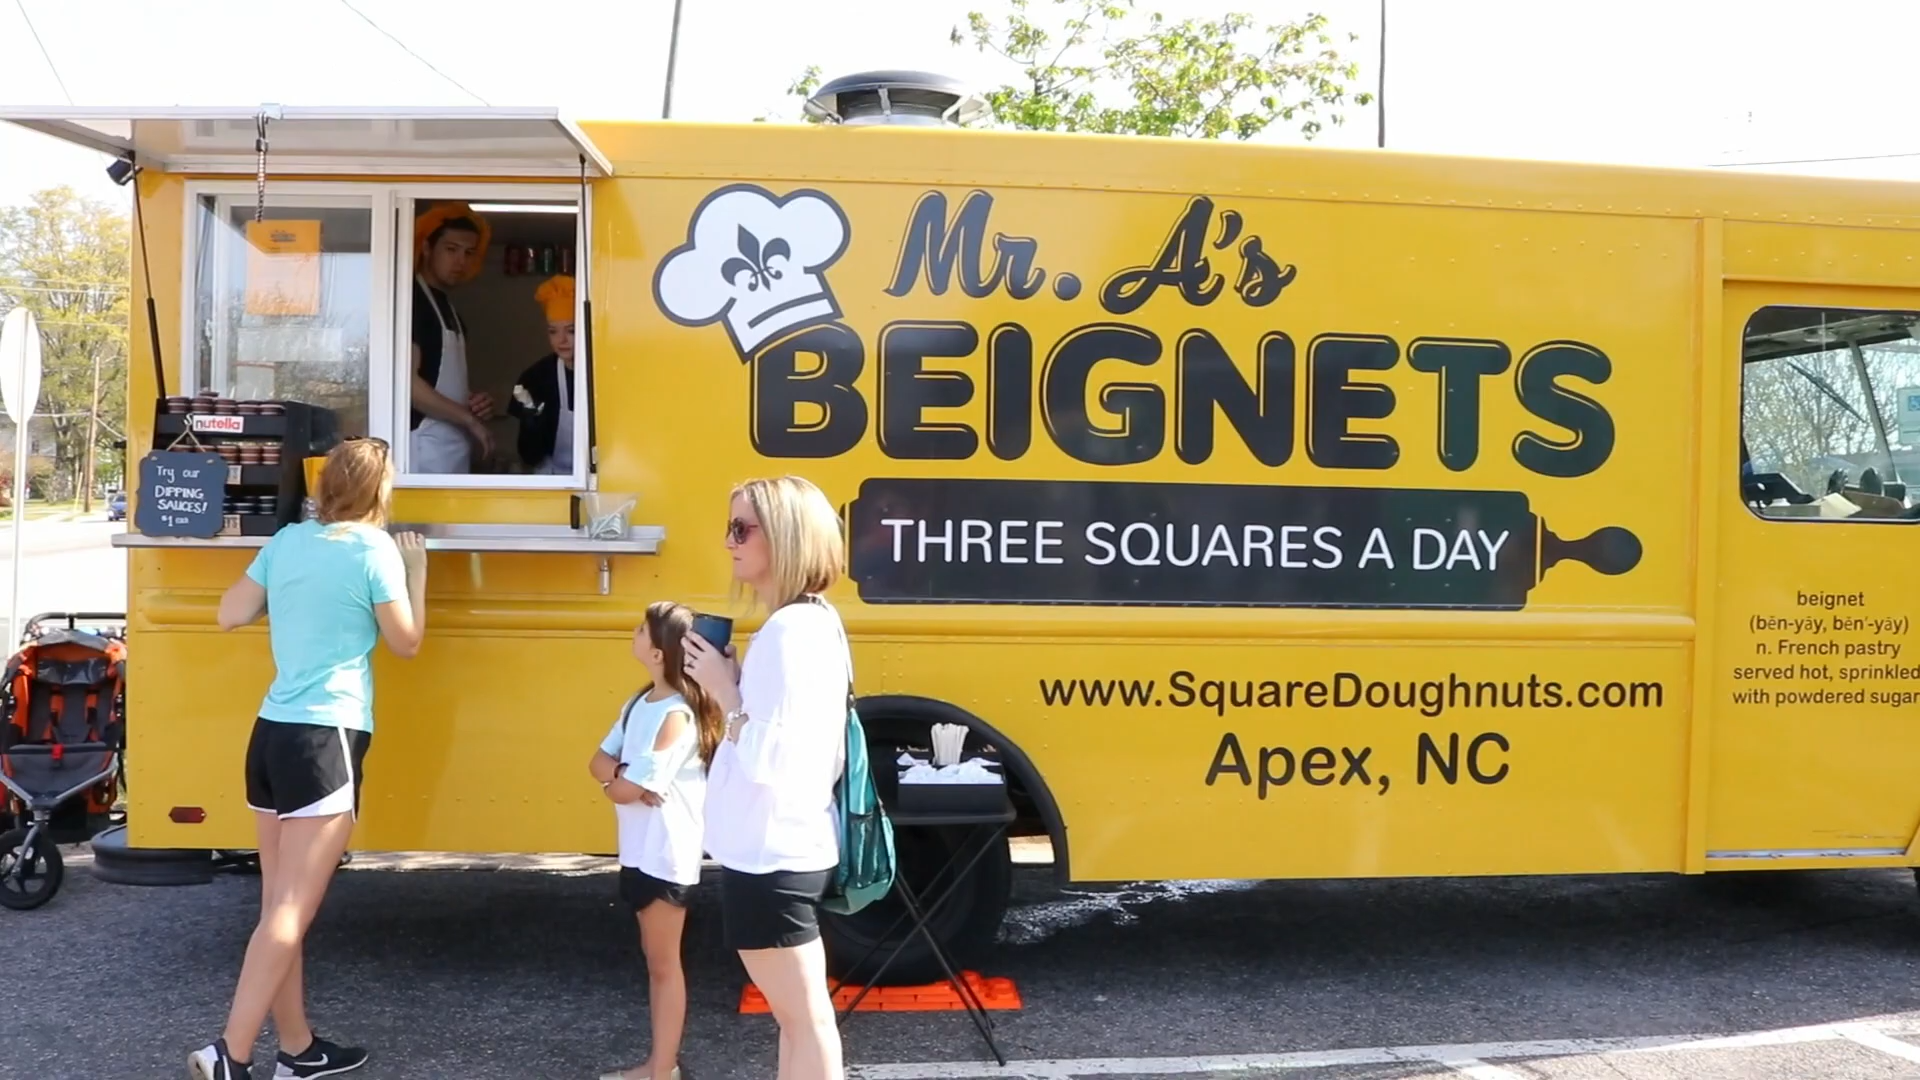 Mr. A's
BEIGNETS
THREE SQUARES A DAY
www.SquareDoughnuts.com
Apex, NC
beignet
(bĕn-yāy, bĕn'-yāy)
n. French pastry
served hot, sprinkled
with powdered sugar
nutella
Try our
DIPPING
SAUCES!
$1